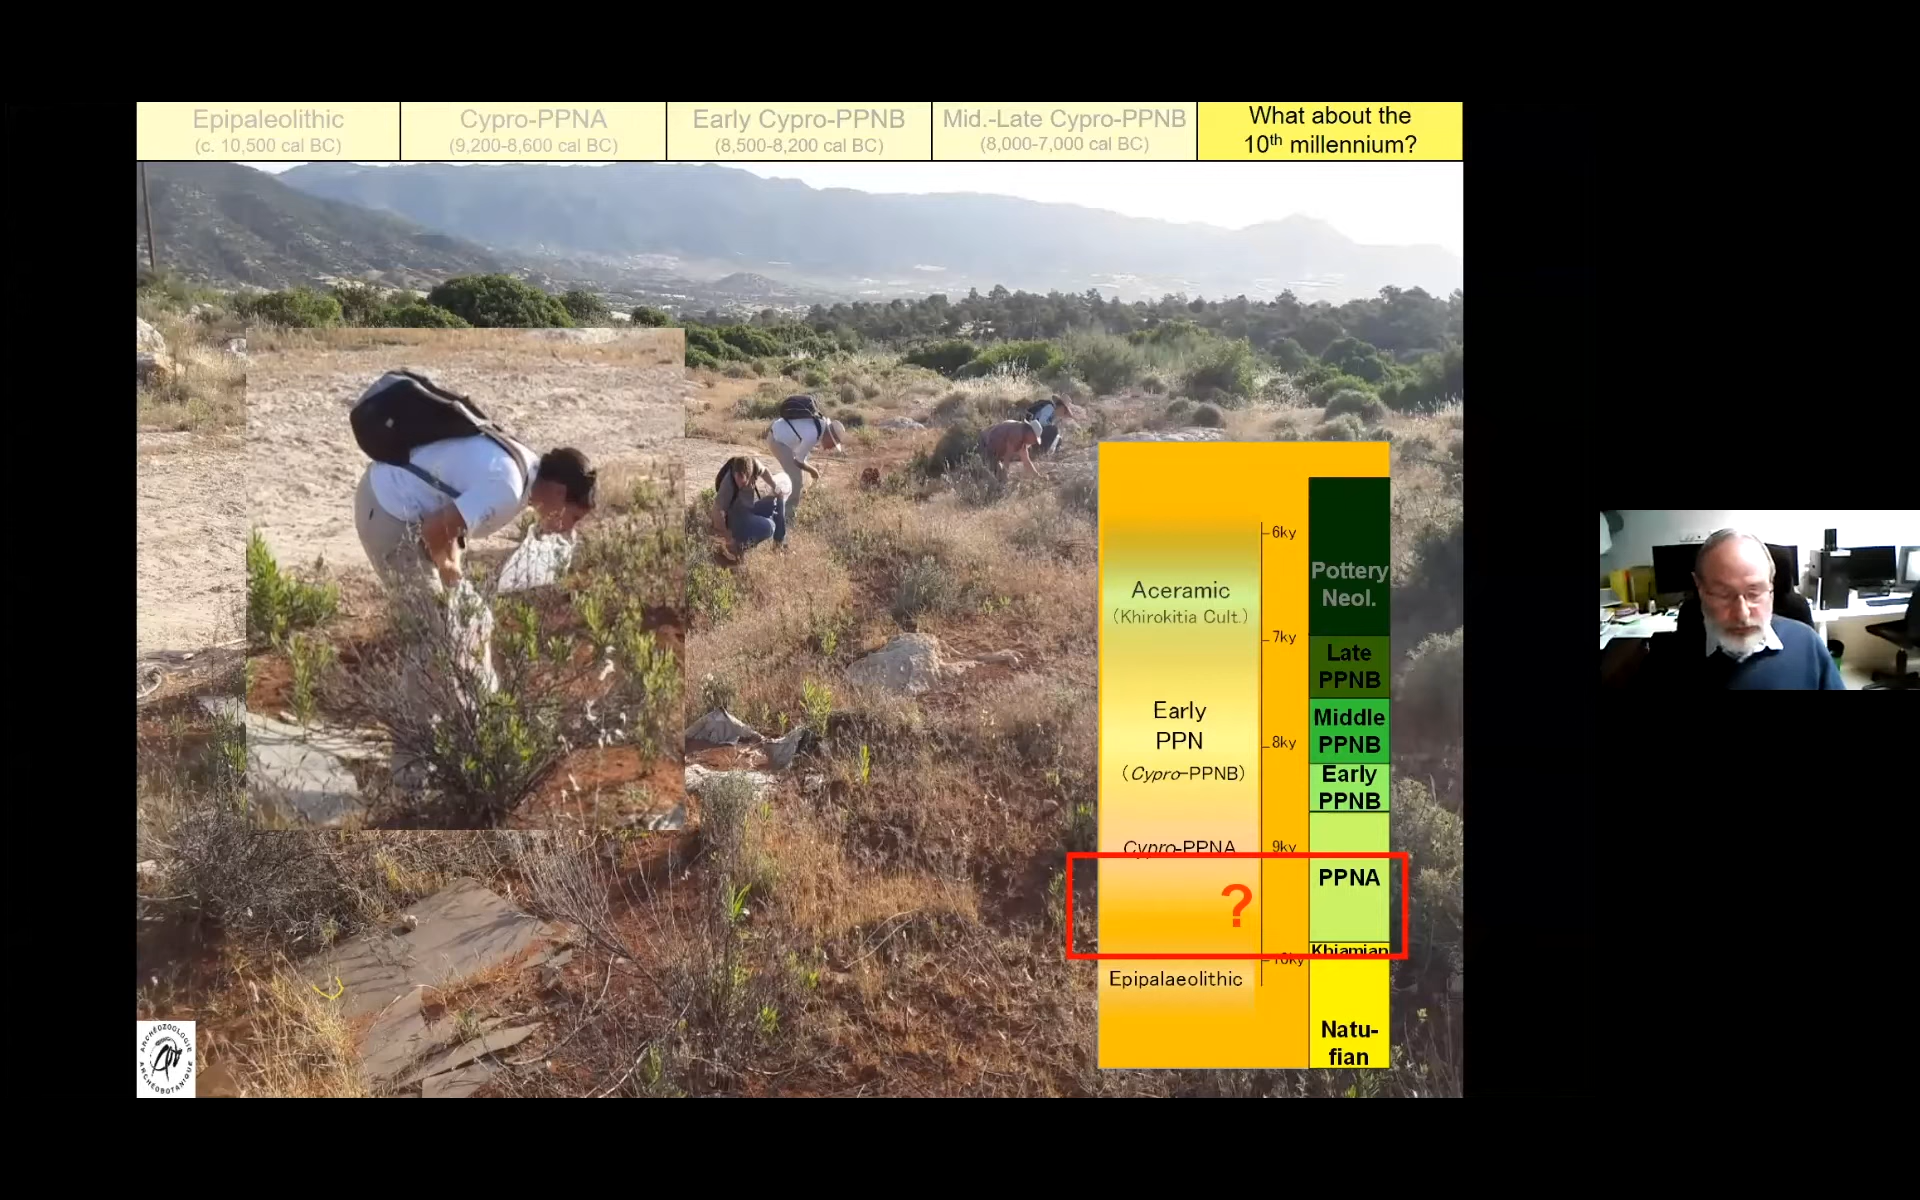 Epipaleolithic
(c. 10,500 cal BC)
Cypro-PPNA
(9,200-8,600 cal BC)
Early Cypro-PPNB
(8,500-8,200 cal BC)
Mid.-Late Cypro-PPNB
(8,000-7,000 cal BC)
What about the
10th millennium?
6ky
Aceramic
(Khirokitia Cult.)
Pottery
Neol.
7ky
Late
PPNB
Early
PPN
(Cypro-PPNB)
8ky
Middle
PPNB
Early
PPNB
Cypro-PPNA
9ky
PPNA
?
Khiamian
10ky
Epipalaeolithic
Natu-
fian
ARCHÉOZOOLOGIE
ARCHÉOBOTANIQUE